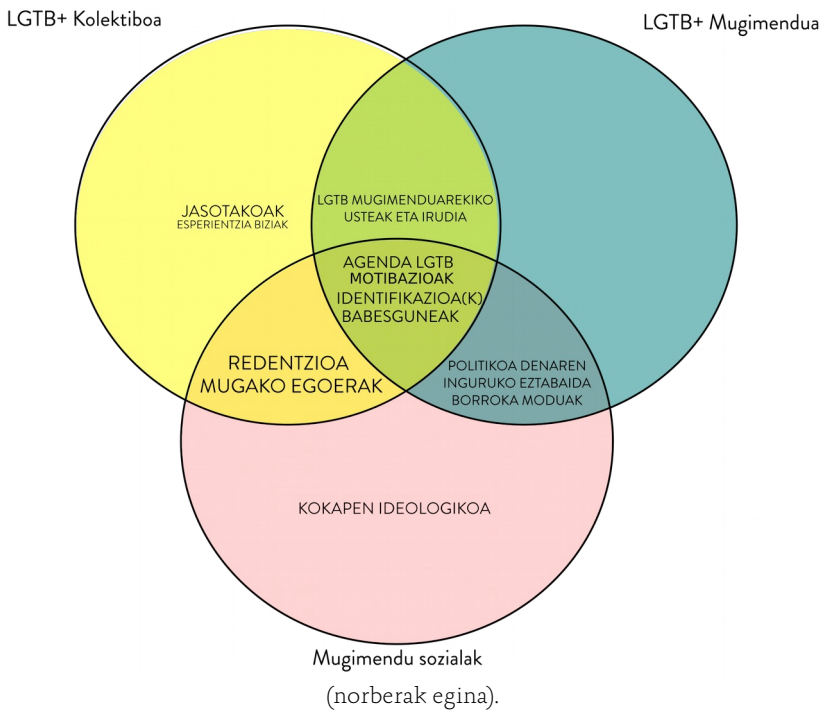 LGTB+ Kolektiboa
LGTB+ Mugimendua
JASOTAKOAK
ESPERIENTZIA BIZIAK
LGTB MUGIMENDUAREKIKO
USTEAK ETA IRUDIA
AGENDA LGTB
MOTIBAZIOAK
IDENTIFIKAZIOA(K)
BABESGUNEAK
REDENTZIOA
MUGAKO EGOERAK
POLITIKOA DENAREN
INGURUKO EZTABAIDA
BORROKA MODUAK
KOKAPEN IDEOLOGIKOA
Mugimendu sozialak
(norberak egina).